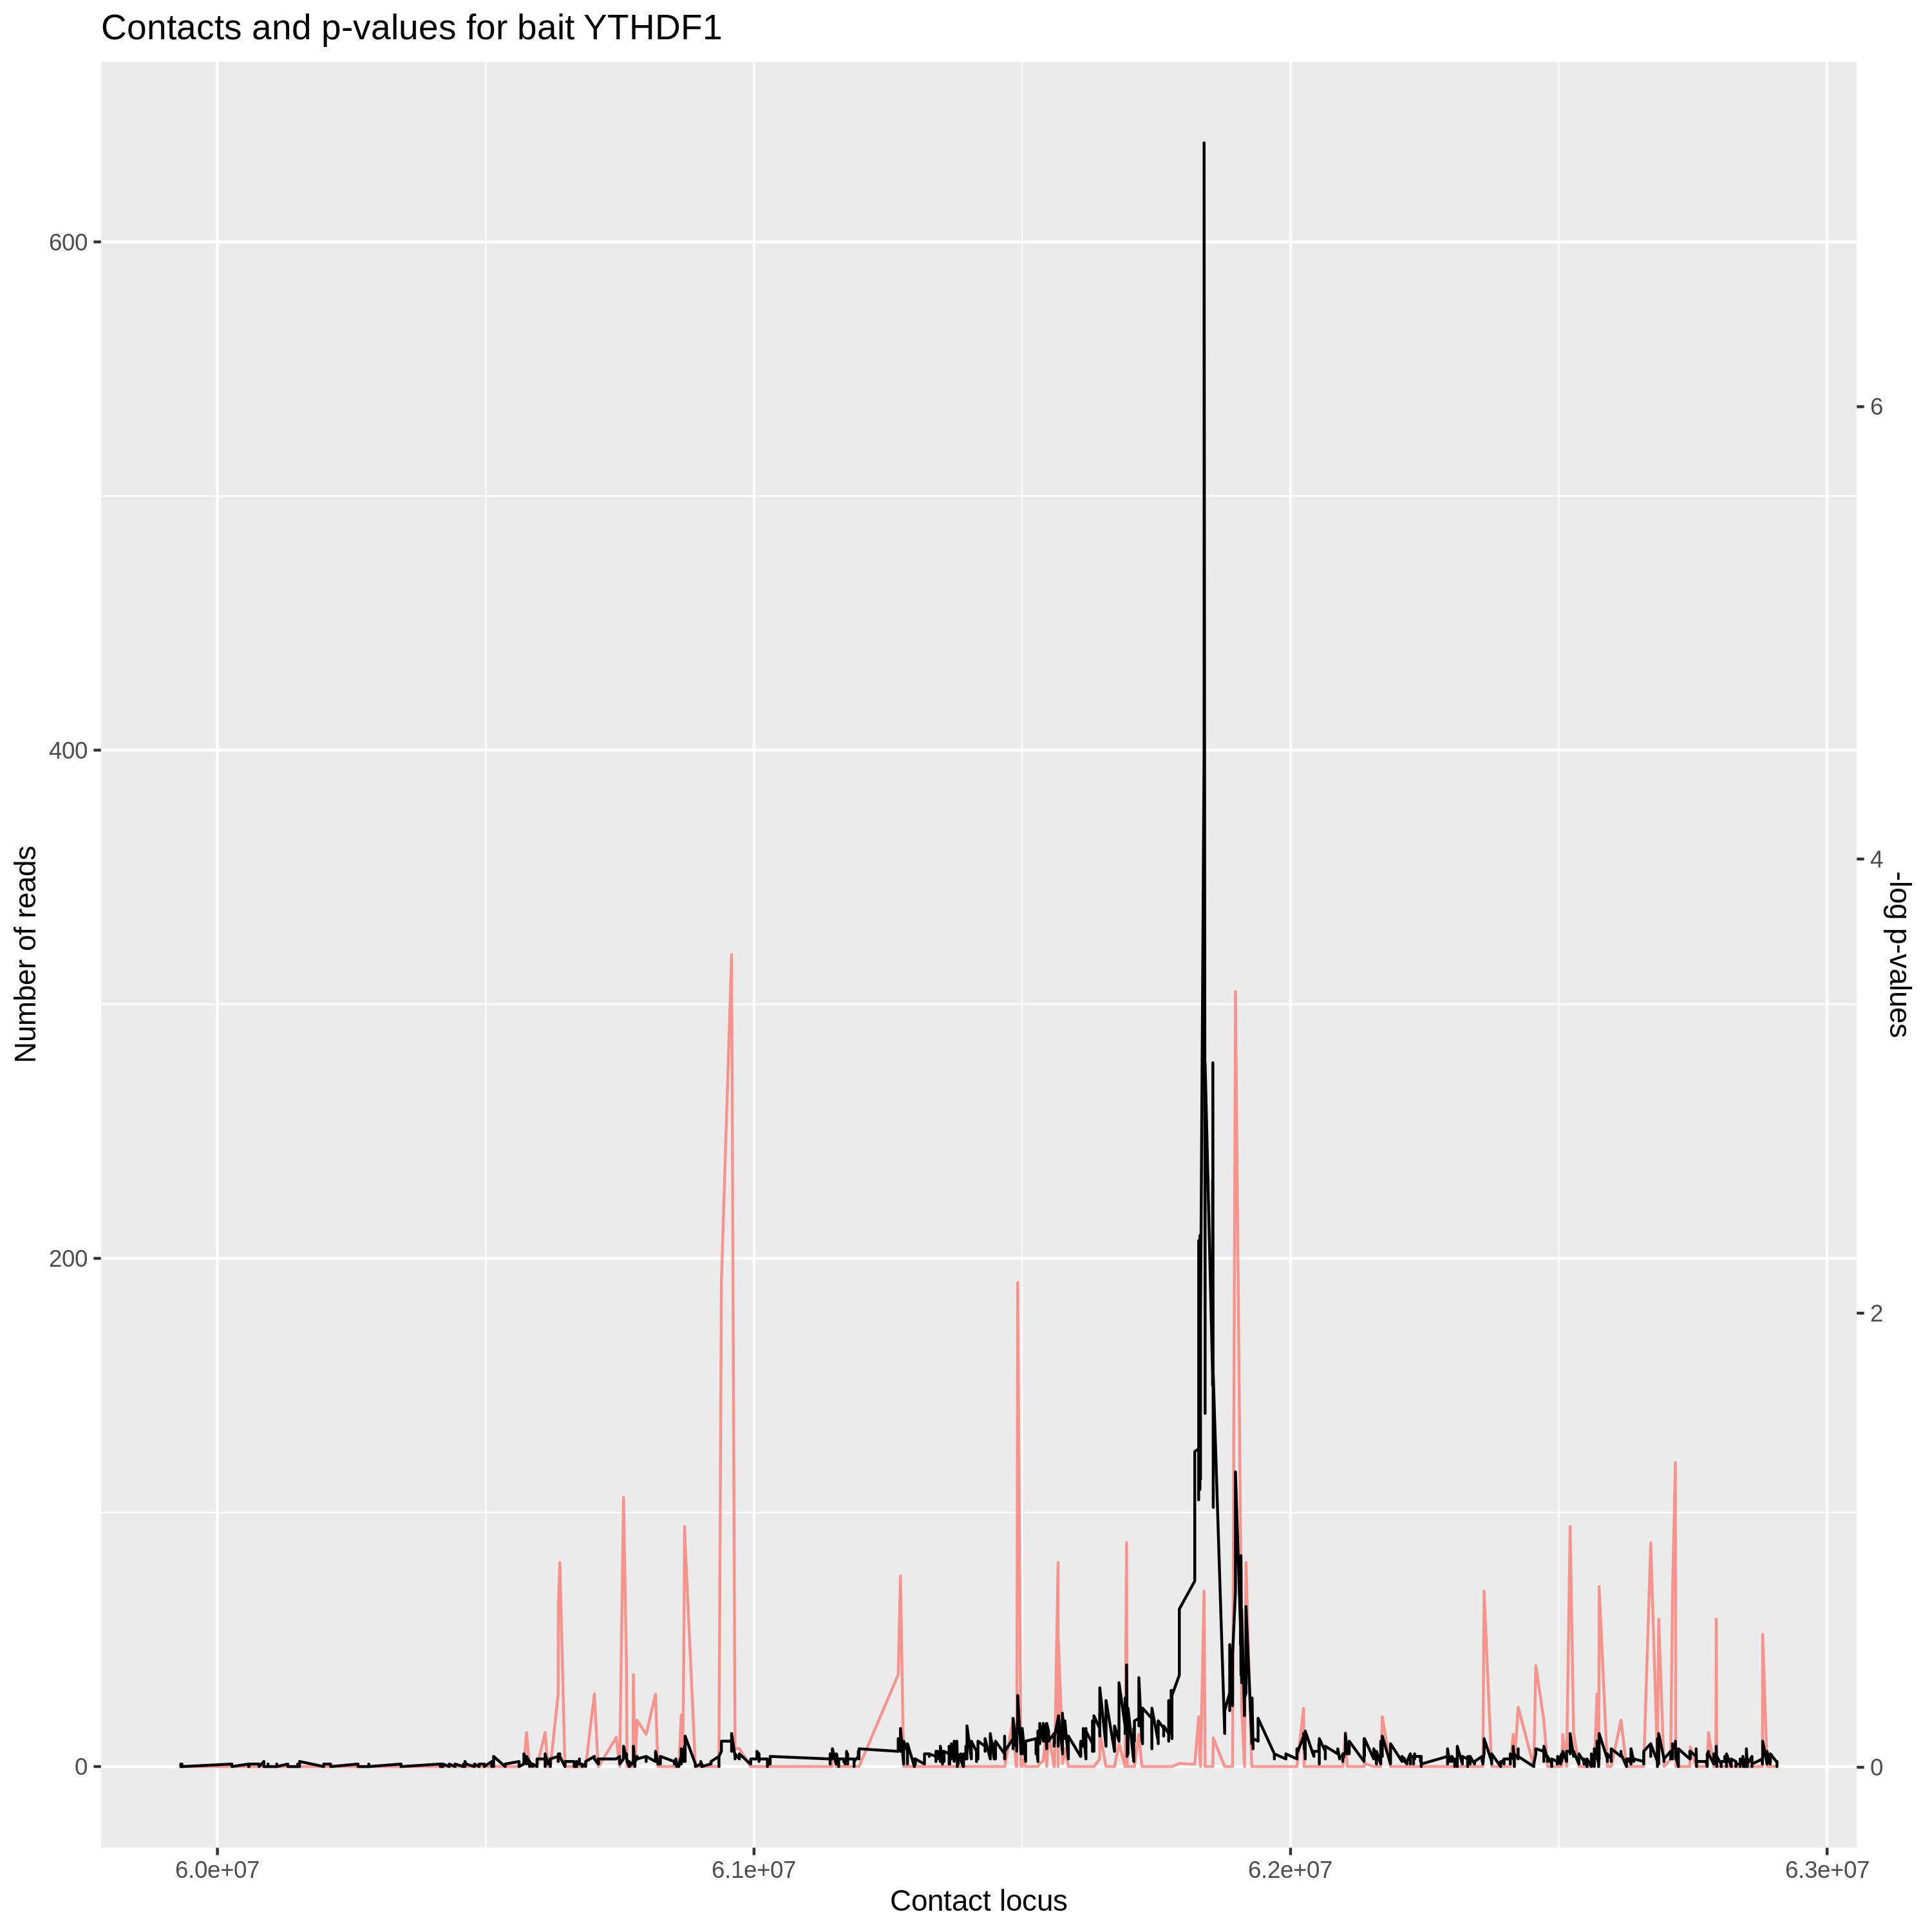 Contacts and p-values for bait YTHDF1
600
400
200
0
6
4
2
0
Number of reads
-log p-values
6.0e+07
6.1e+07
6.2e+07
6.3e+07
Contact locus